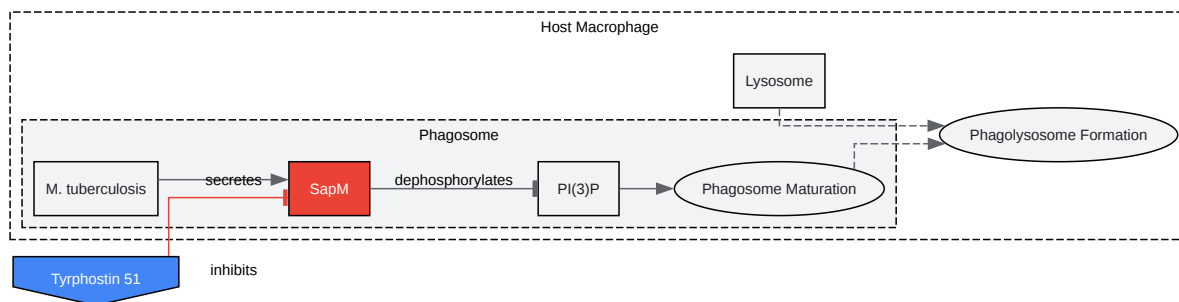 Host Macrophage
Lysosome
Phagosome
Phagolysosome Formation
M. tuberculosis
secretes
SapM
dephosphorylates
PI(3)P
Phagosome Maturation
Tyrphostin 51
inhibits